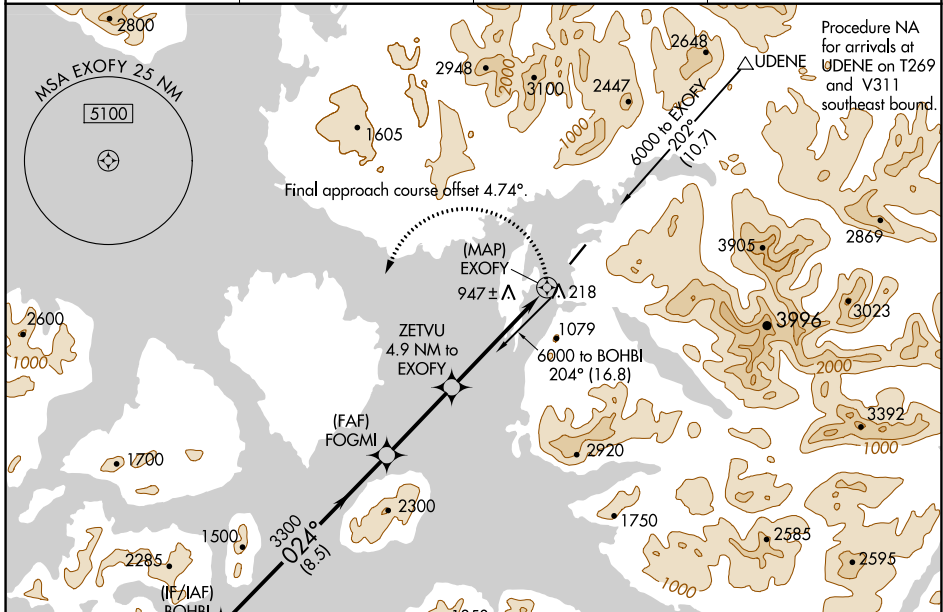 2800
MSA EXOFY 25 NM
5100
1605
2948
2000
3100
2447
1000
2648
UDENE
Procedure NA
for arrivals at
UDENE on T269
and V311
southeast bound.
6000 to EXOFY
202°
(10.7)
Final approach course offset 4.74°.
(MAP)
EXOFY
947±
218
3905
2869
3023
3996
2000
2600
1000
ZETVU
4.9 NM to
EXOFY
1079
6000 to BOHBI
204° (16.8)
(FAF)
FOGMI
3392
1000
2920
1700
2300
1750
3300
024°
(8.5)
1500
2285
2585
2595
1000
(IF/IAF)
BOHBI